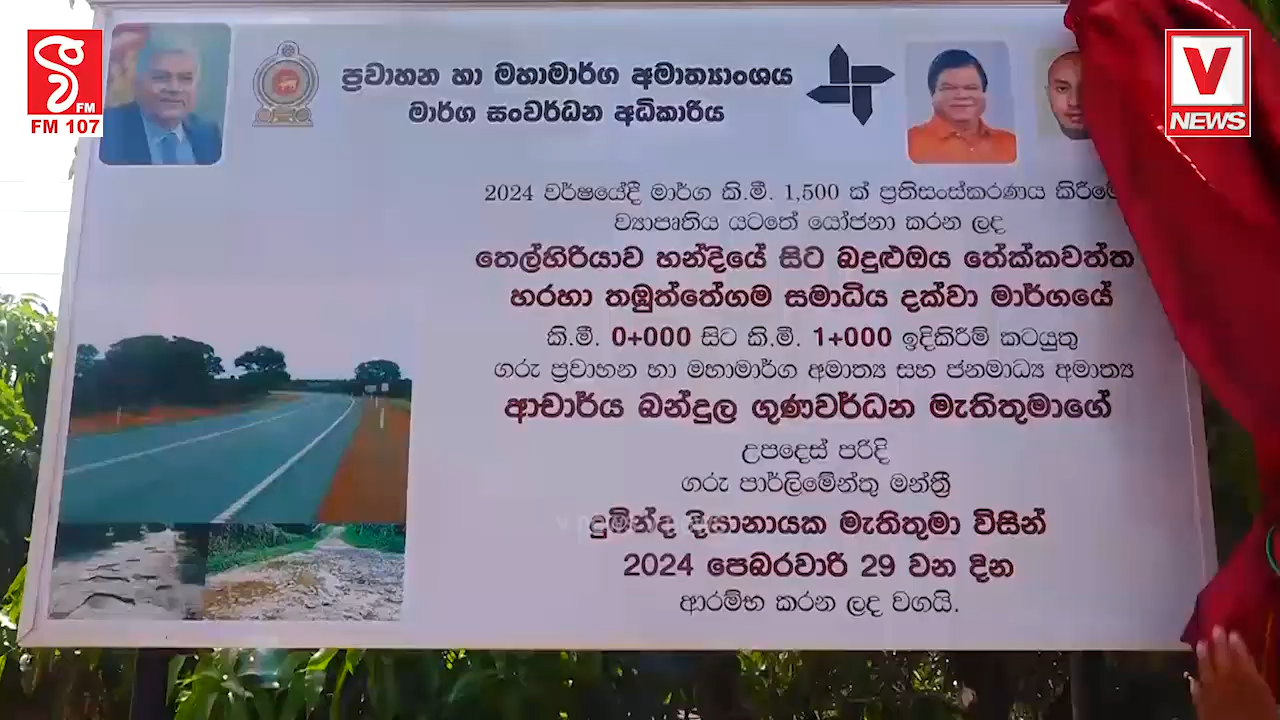 ශ්‍රී FM
FM 107
V
NEWS
ප්‍රවාහන හා මහාමාර්ග අමාත්‍යාංශය
මාර්ග සංවර්ධන අධිකාරිය
2024 වර්ෂයේදී මාර්ග කි.මී. 1,500 ක් ප්‍රතිසංස්කරණය
ව්‍යාපෘතිය යටතේ යෝජනා කරන ලද
තෙල්හිරියාව හන්දියේ සිට බදුළුඔය තේක්කවත්ත
හරහා තඹුත්තේගම සමාධිය දක්වා මාර්ගයේ
කි.මී. 0+000 සිට කි.මී. 1+000 ඉදිකිරීම් කටයුතු
ගරු ප්‍රවාහන හා මහාමාර්ග අමාත්‍ය සහ ජනමාධ්‍ය අමාත්‍ය
ආචාර්ය බන්දුල ගුණවර්ධන මැතිතුමාගේ
උපදෙස් පරිදි
ගරු පාර්ලිමේන්තු මන්ත්‍රී
දුමින්ද දිසානායක මැතිතුමා විසින්
2024 පෙබරවාරි 29 වන දින
ආරම්භ කරන ලද වගයි.